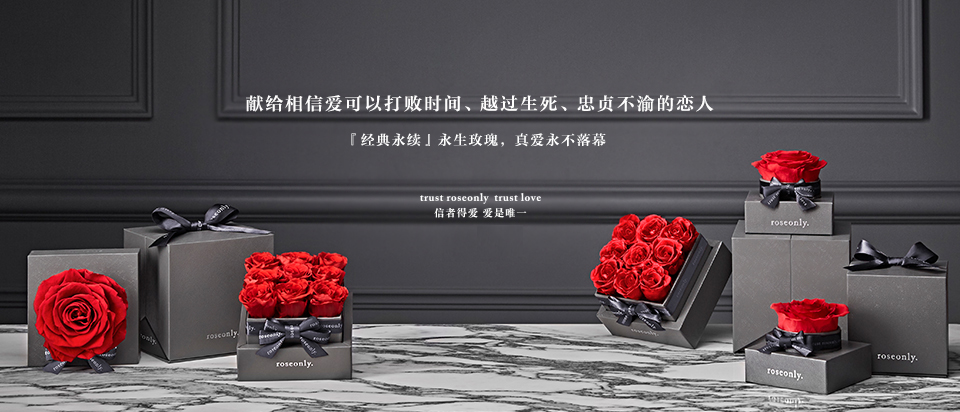 献给相信爱可以打败时间、越过生死、忠贞不渝的恋人
『经典永续』永生玫瑰，真爱永不落幕
trust roseonly trust love
信者得爱 爱是唯一
roseonly.
roseonly.
roseonly.
roseonly.
roseonly.
roseonly.